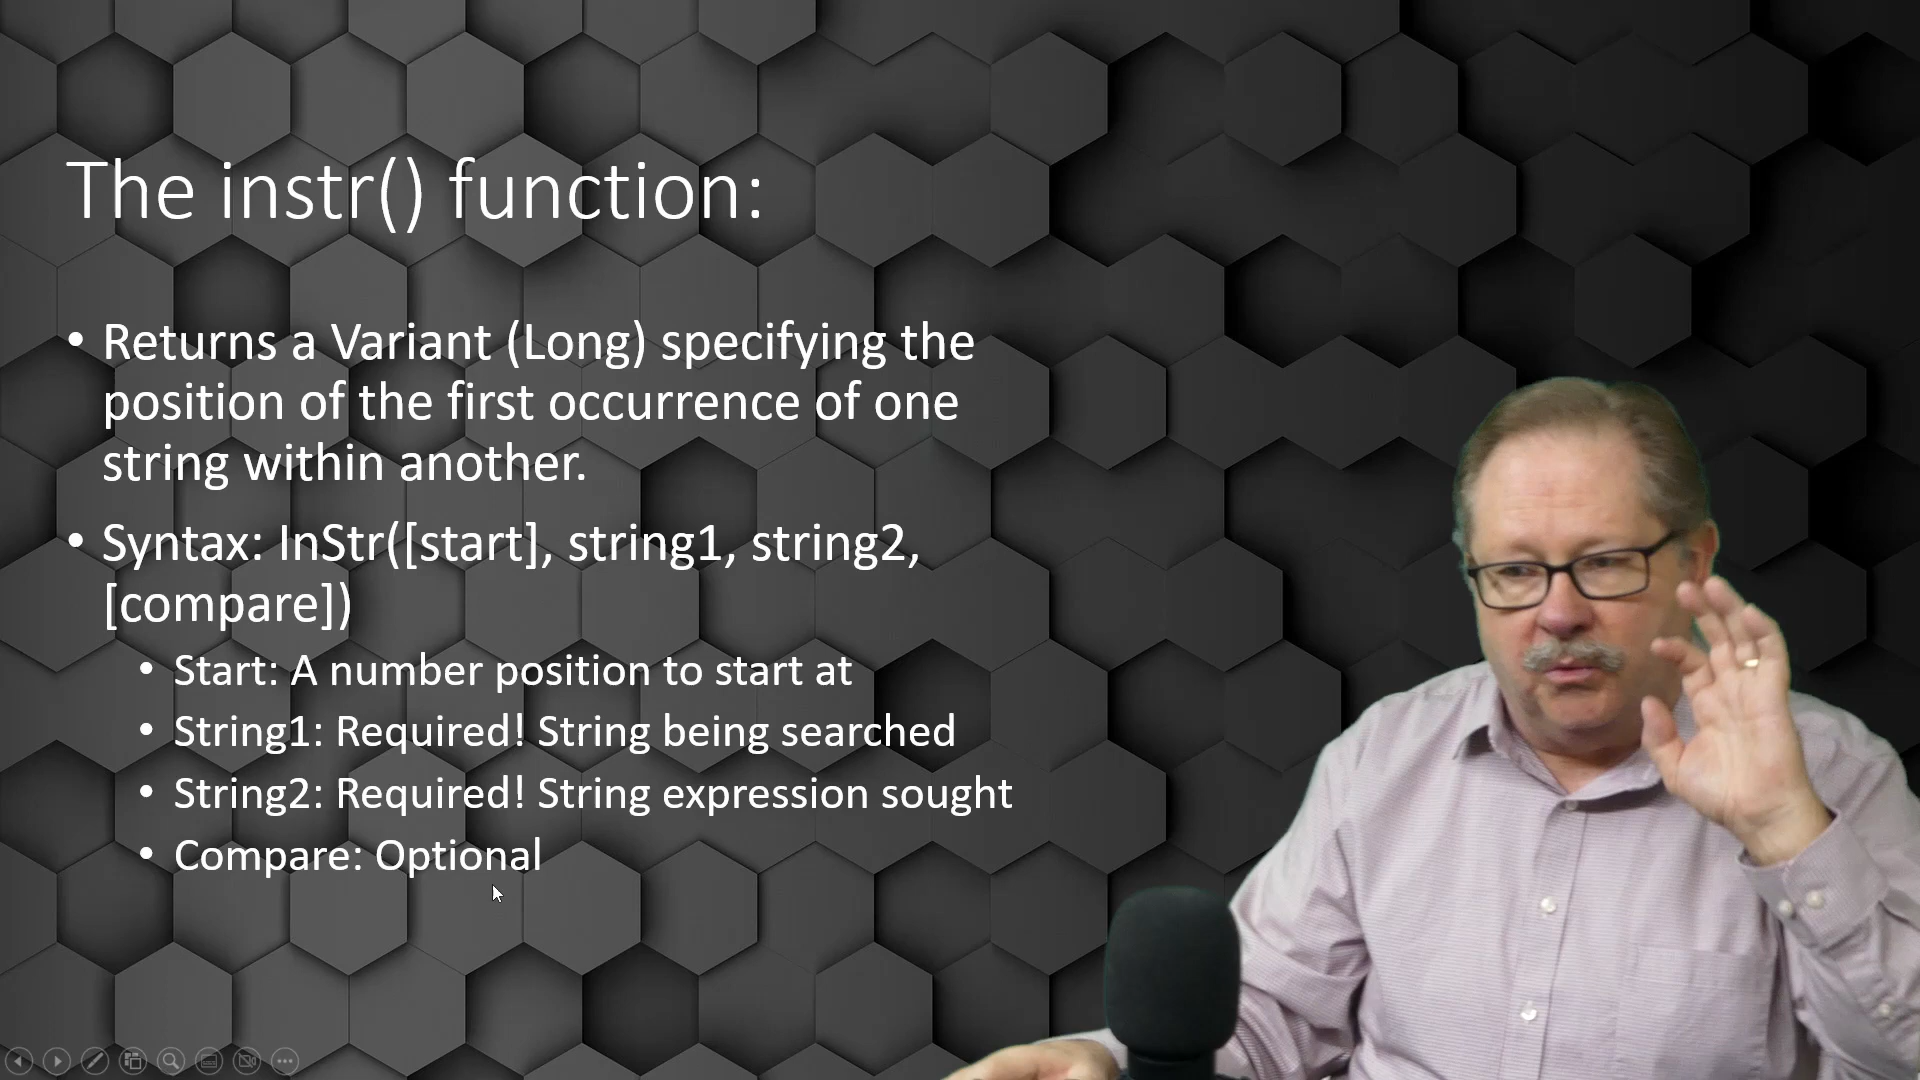 The instr() function:
• Returns a Variant (Long) specifying the
position of the first occurrence of one
string within another.
• Syntax: InStr([start], string1, string2,
[compare])
• Start: A number position to start at
• String1: Required! String being searched
• String2: Required! String expression sought
• Compare: Optional